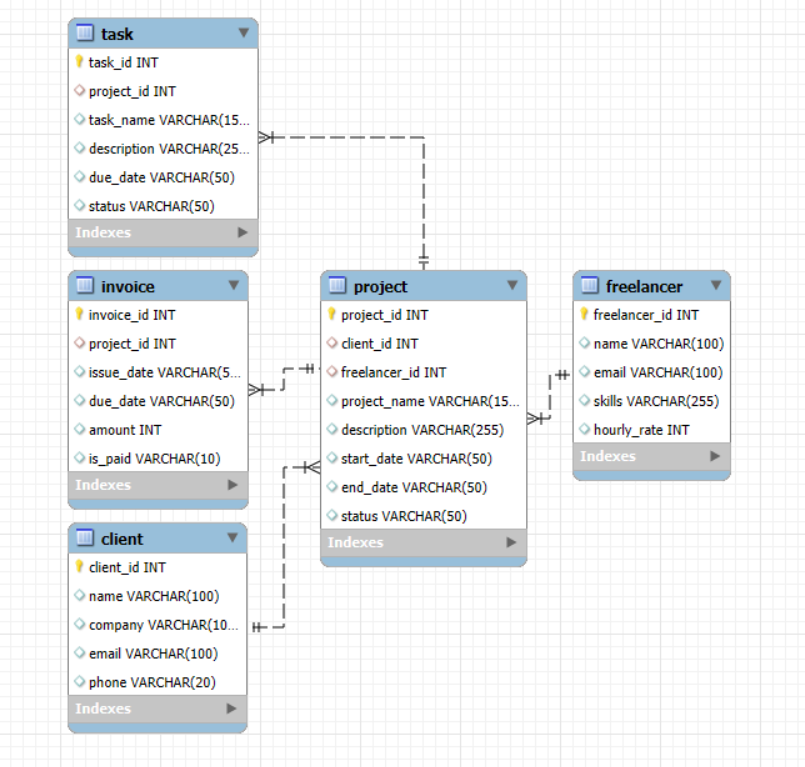 task
task_id INT
project_id INT
task_name VARCHAR(15...
description VARCHAR(25...
due_date VARCHAR(50)
status VARCHAR(50)
Indexes
invoice
invoice_id INT
project_id INT
issue_date VARCHAR(5...
due_date VARCHAR(50)
amount INT
is_paid VARCHAR(10)
Indexes
client
client_id INT
name VARCHAR(100)
company VARCHAR(10...
email VARCHAR(100)
phone VARCHAR(20)
Indexes
project
project_id INT
client_id INT
freelancer_id INT
project_name VARCHAR(15...
description VARCHAR(255)
start_date VARCHAR(50)
end_date VARCHAR(50)
status VARCHAR(50)
Indexes
freelancer
freelancer_id INT
name VARCHAR(100)
email VARCHAR(100)
skills VARCHAR(255)
hourly_rate INT
Indexes